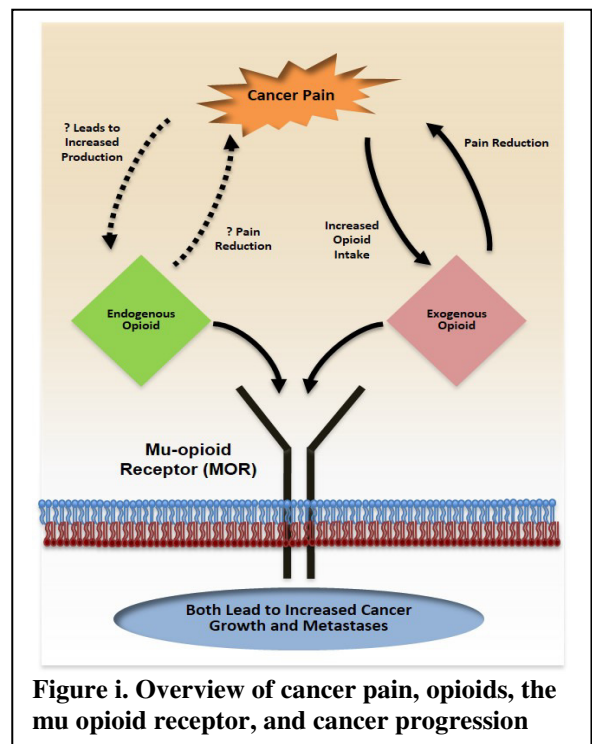 Cancer Pain
? Leads to
Increased
Production
Pain Reduction
? Pain
Reduction
Increased
Opioid
Intake
Endogenous
Opioid
Exogenous
Opioid
Mu-opioid
Receptor (MOR)
Both Lead to Increased Cancer
Growth and Metastases
Figure i. Overview of cancer pain, opioids, the
mu opioid receptor, and cancer progression